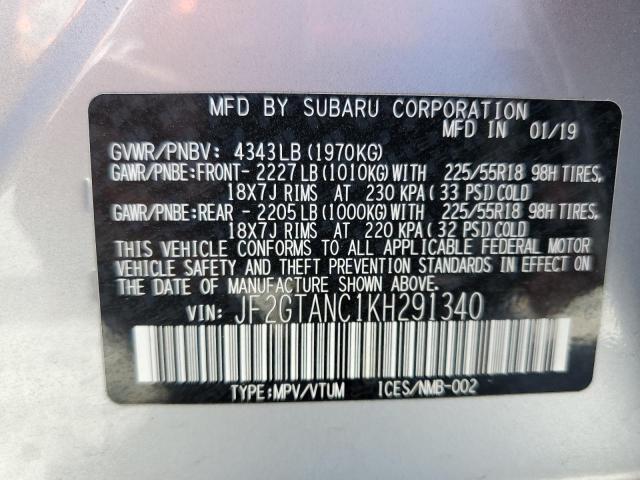 MFD BY SUBARU CORPORATION
MFD IN 01/19
GVWR/PNBV: 4343LB (1970KG)
GAWR/PNBE:FRONT- 2227LB (1010KG) WITH 225/55R18 98H TIRES,
18X7J RIMS AT 230 KPA (33 PSI) COLD
GAWR/PNBE:REAR - 2205LB (1000KG) WITH 225/55R18 98H TIRES,
18X7J RIMS AT 220 KPA (32 PSI) COLD
THIS VEHICLE CONFORMS TO ALL APPLICABLE FEDERAL MOTOR
VEHICLE SAFETY AND THEFT PREVENTION STANDARDS IN EFFECT ON
THE DATE OF MANUFACTURE SHOWN ABOVE.
VIN: JF2GTANC1KH291340
TYPE:MPV/VTUM ICES/NMB-002